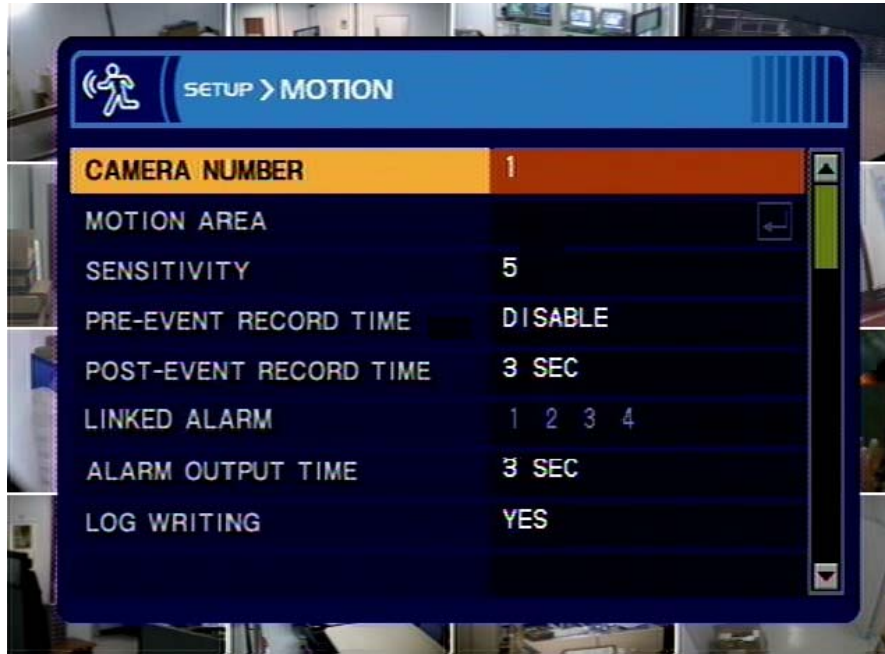 SETUP > MOTION
CAMERA NUMBER 1
MOTION AREA
SENSITIVITY 5
PRE-EVENT RECORD TIME DISABLE
POST-EVENT RECORD TIME 3 SEC
LINKED ALARM 1 2 3 4
ALARM OUTPUT TIME 3 SEC
LOG WRITING YES